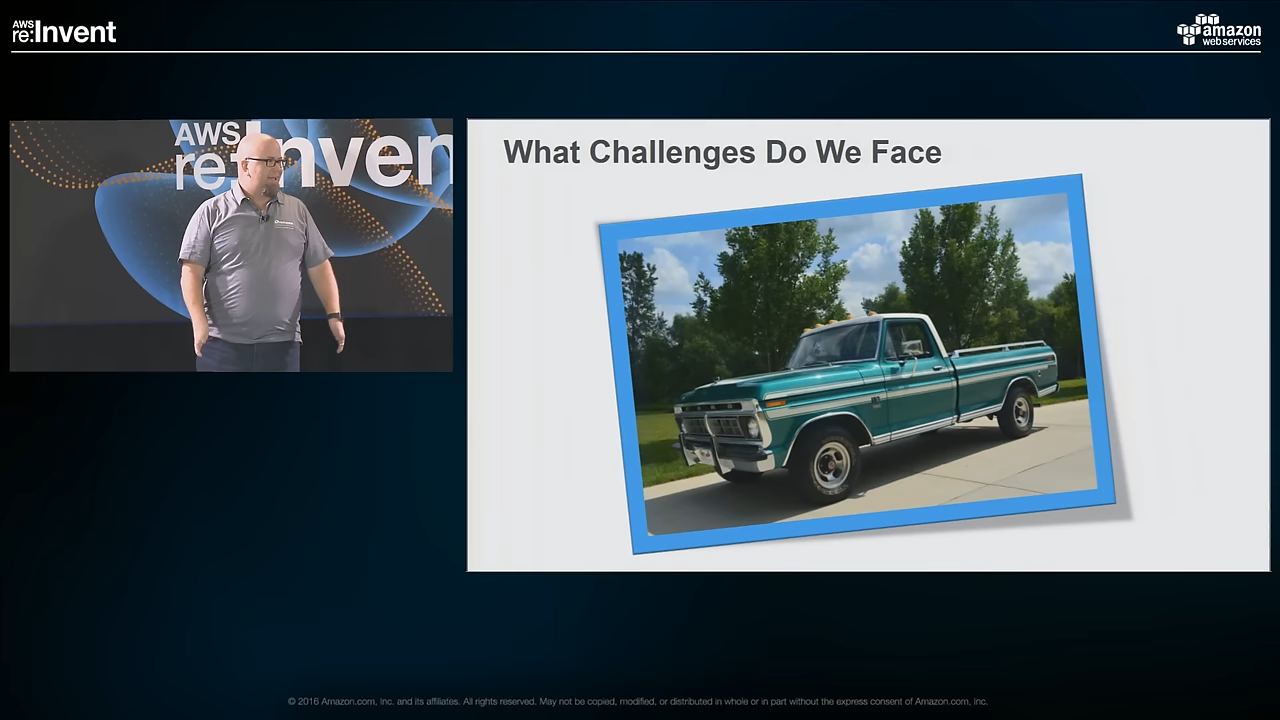 AWS
re:Invent
amazon
web services
AWS
re:Inven
What Challenges Do We Face
© 2016 Amazon.com, Inc. and its affiliates. All rights reserved. May not be copied, modified, or distributed in whole or in part without the express consent of Amazon.com, Inc.